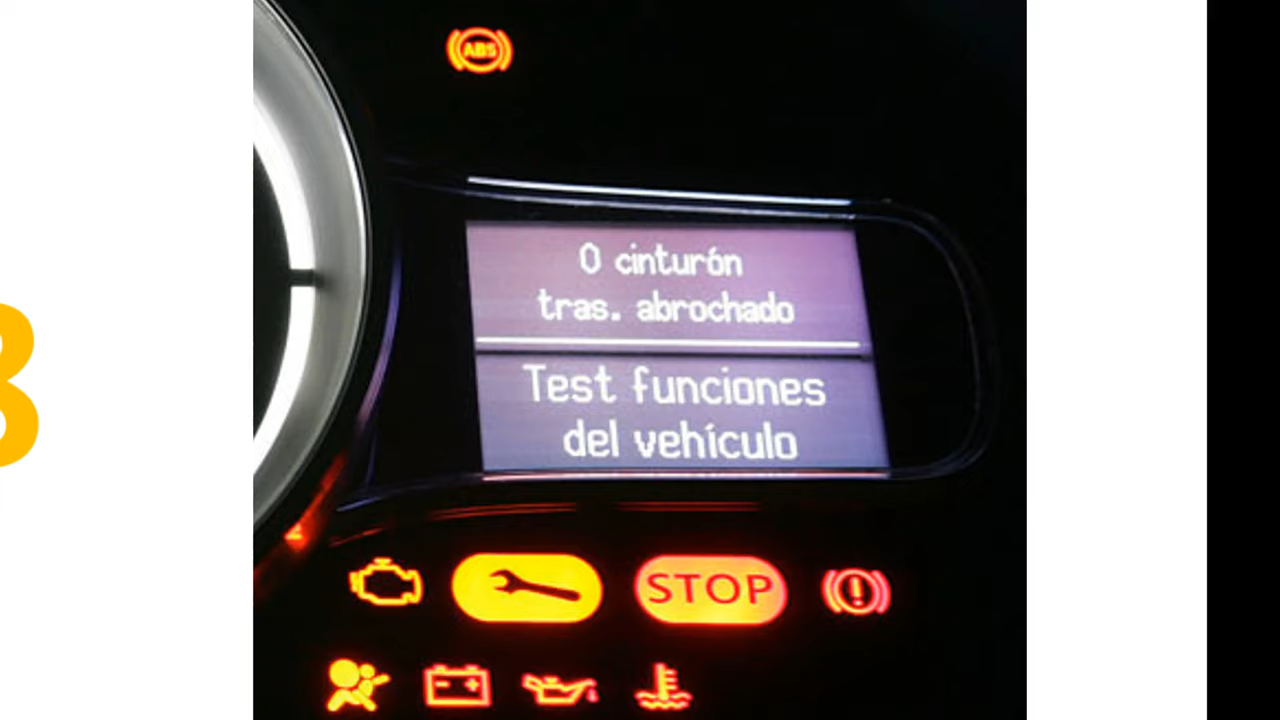 ABS
0 cinturón
tras. abrochado
Test funciones
del vehículo
STOP